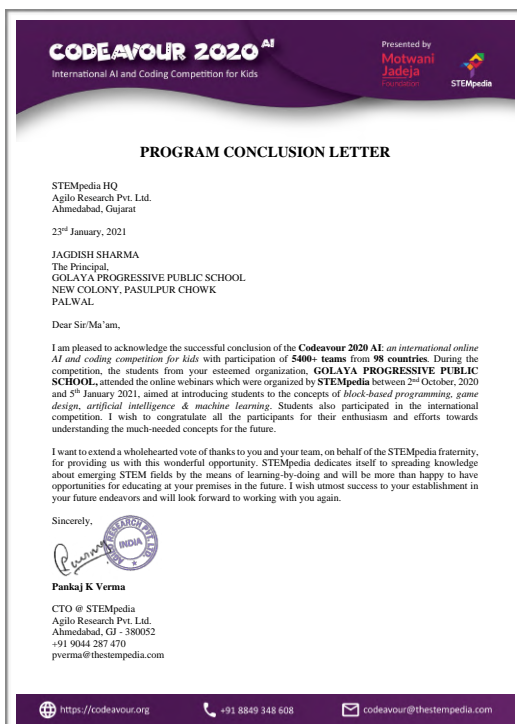 CODEAVOUR 2020 AI
International AI and Coding Competition for Kids
Presented by
Motwani
Jadeja
Foundation
STEMpedia
PROGRAM CONCLUSION LETTER
STEMpedia HQ
Agilo Research Pvt. Ltd.
Ahmedabad, Gujarat
23rd January, 2021
JAGDISH SHARMA
The Principal,
GOLAYA PROGRESSIVE PUBLIC SCHOOL
NEW COLONY, PASULPUR CHOWK
PALWAL
Dear Sir/Ma'am,
I am pleased to acknowledge the successful conclusion of the Codeavour 2020 AI: an international online
AI and coding competition for kids with participation of 5400+ teams from 98 countries. During the
competition, the students from your esteemed organization, GOLAYA PROGRESSIVE PUBLIC
SCHOOL, attended the online webinars which were organized by STEMpedia between 2nd October, 2020
and 5th January 2021, aimed at introducing students to the concepts of block-based programming, game
design, artificial intelligence & machine learning. Students also participated in the international
competition. I wish to congratulate all the participants for their enthusiasm and efforts towards
understanding the much-needed concepts for the future.
I want to extend a wholehearted vote of thanks to you and your team, on behalf of the STEMpedia fraternity,
for providing us with this wonderful opportunity. STEMpedia dedicates itself to spreading knowledge
about emerging STEM fields by the means of learning-by-doing and will be more than happy to have
opportunities for educating at your premises in the future. I wish utmost success to your establishment in
your future endeavors and will look forward to working with you again.
Sincerely,
AGILO RESEARCH PVT. LTD.
INDIA
Pankaj K Verma
CTO @ STEMpedia
Agilo Research Pvt. Ltd.
Ahmedabad, GJ - 380052
+91 9044 287 470
pverma@thestempedia.com
https://codeavour.org
+91 8849 348 608
codeavour@thestempedia.com